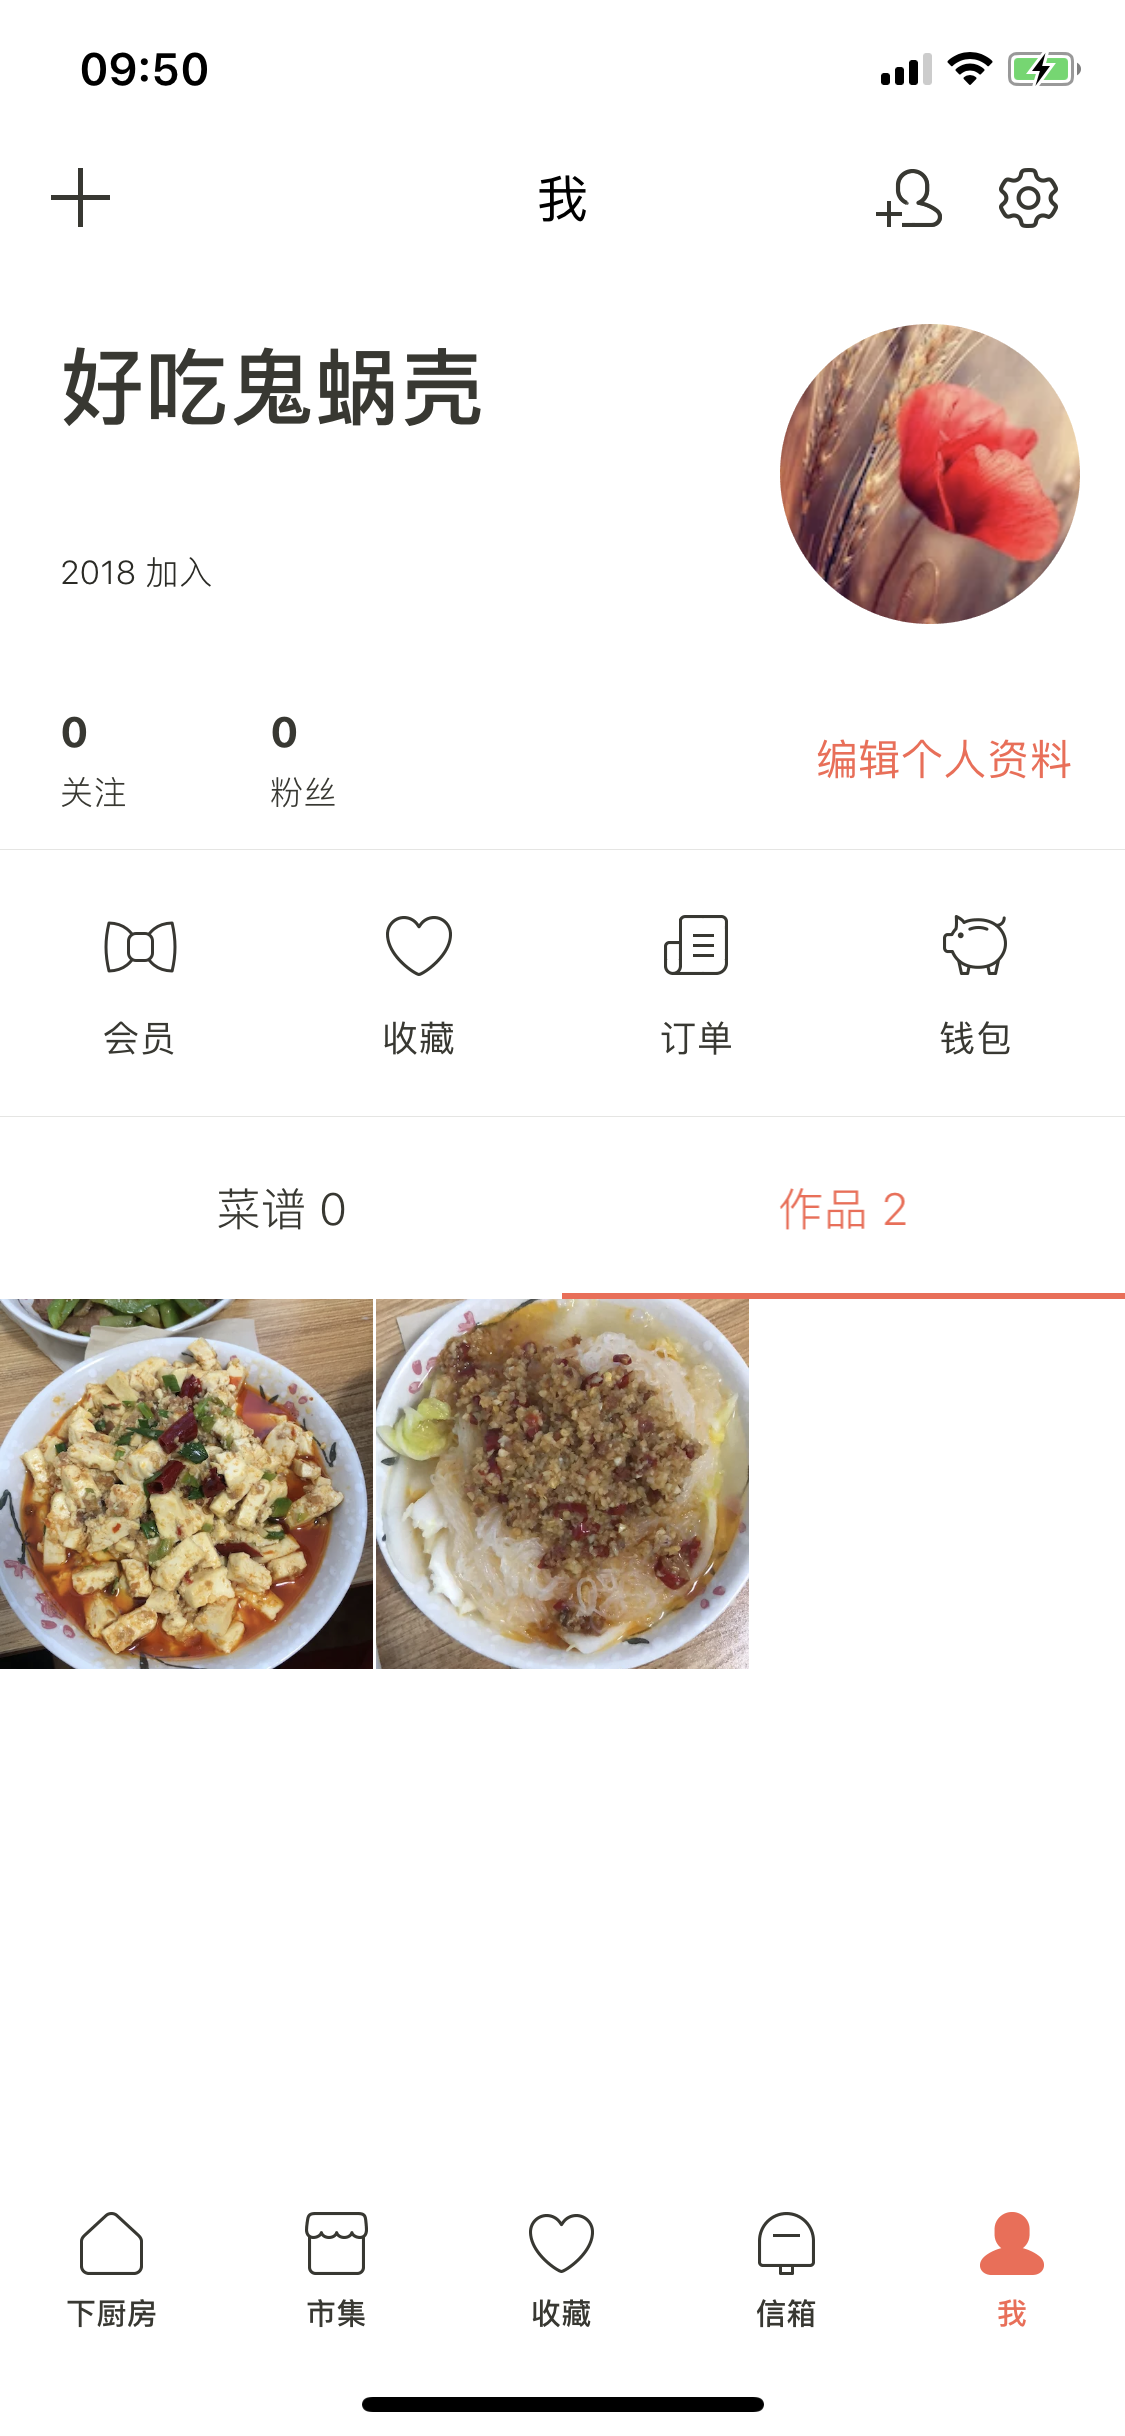 09:50
我
好吃鬼蜗壳
2018 加入
0 0
关注 粉丝
编辑个人资料
会员 收藏 订单 钱包
菜谱 0 作品 2
下厨房 市集 收藏 信箱 我